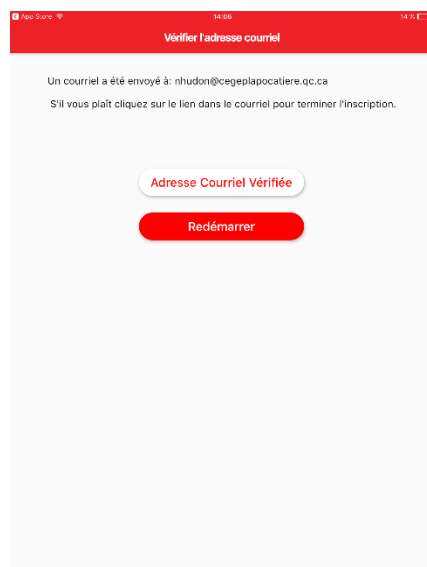 App Store 14:06 14 %
Vérifier l'adresse courriel
Un courriel a été envoyé à: nhudon@cegeplapocatiere.qc.ca
S'il vous plaît cliquez sur le lien dans le courriel pour terminer l'inscription.
Adresse Courriel Vérifiée
Redémarrer